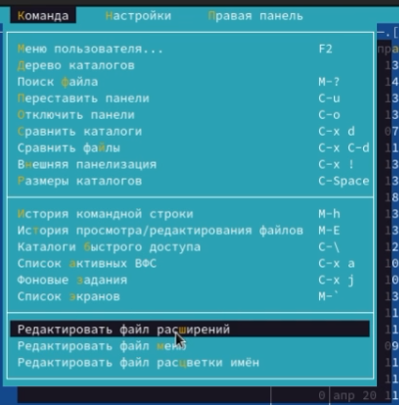 Команда Настройки Правая панель
Меню пользователя... F2
Дерево каталогов
Поиск файла M-?
Переставить панели C-u
Отключить панели C-o
Сравнить каталоги C-x d
Сравнить файлы C-x C-d
Внешняя панелизация C-x !
Размеры каталогов C-Space
История командной строки M-h
История просмотра/редактирования файлов M-E
Каталоги быстрого доступа C-\
Список активных ВФС C-x a
Фоновые задания C-x j
Список экранов M-`
Редактировать файл расширений
Редактировать файл меню
Редактировать файл расцветки имён
0 апр 20